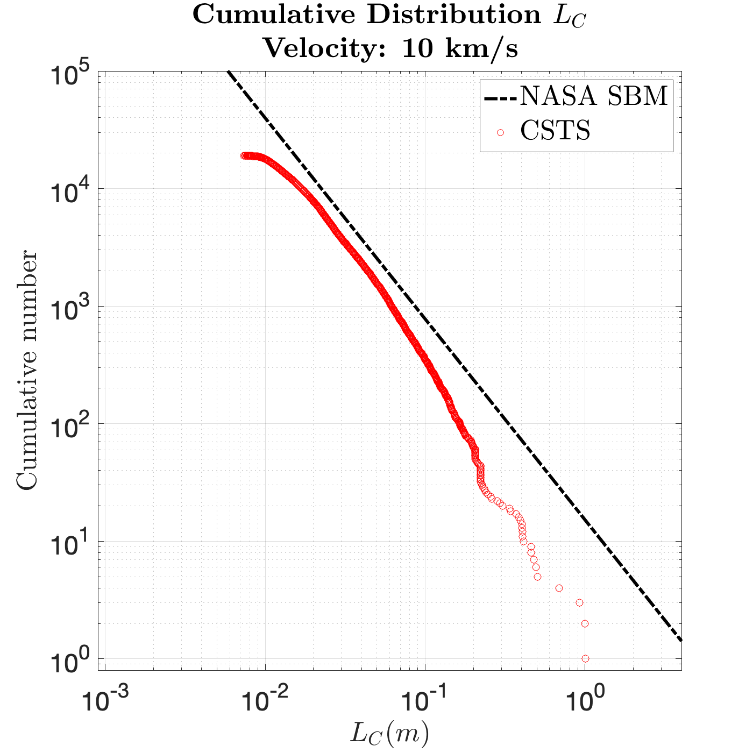 Cumulative Distribution L_C
Velocity: 10 km/s
NASA SBM
CSTS
Cumulative number
10^5
10^4
10^3
10^2
10^1
10^0
10^-3 10^-2 10^-1 10^0
L_C(m)